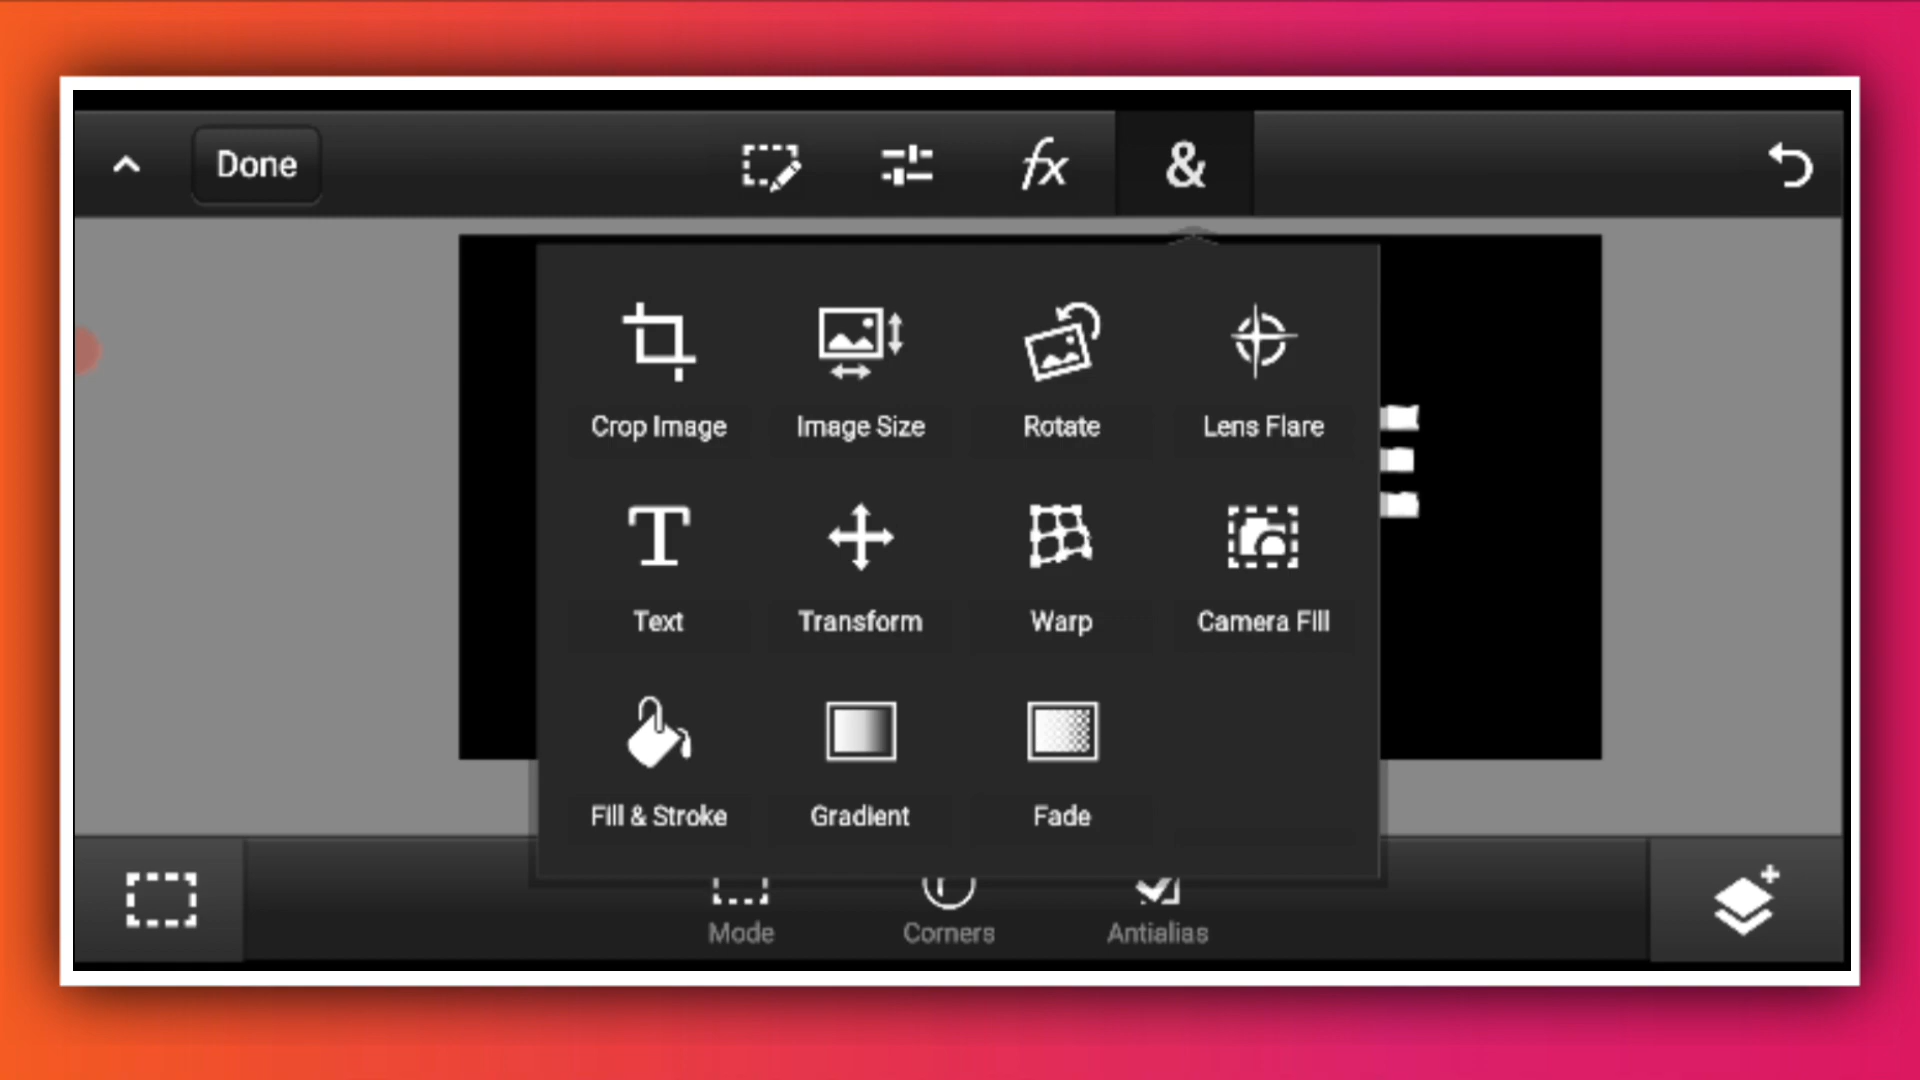 Done
fx
&
Crop Image
Image Size
Rotate
Lens Flare
Text
Transform
Warp
Camera Fill
Fill & Stroke
Gradient
Fade
Mode
Corners
Antialias